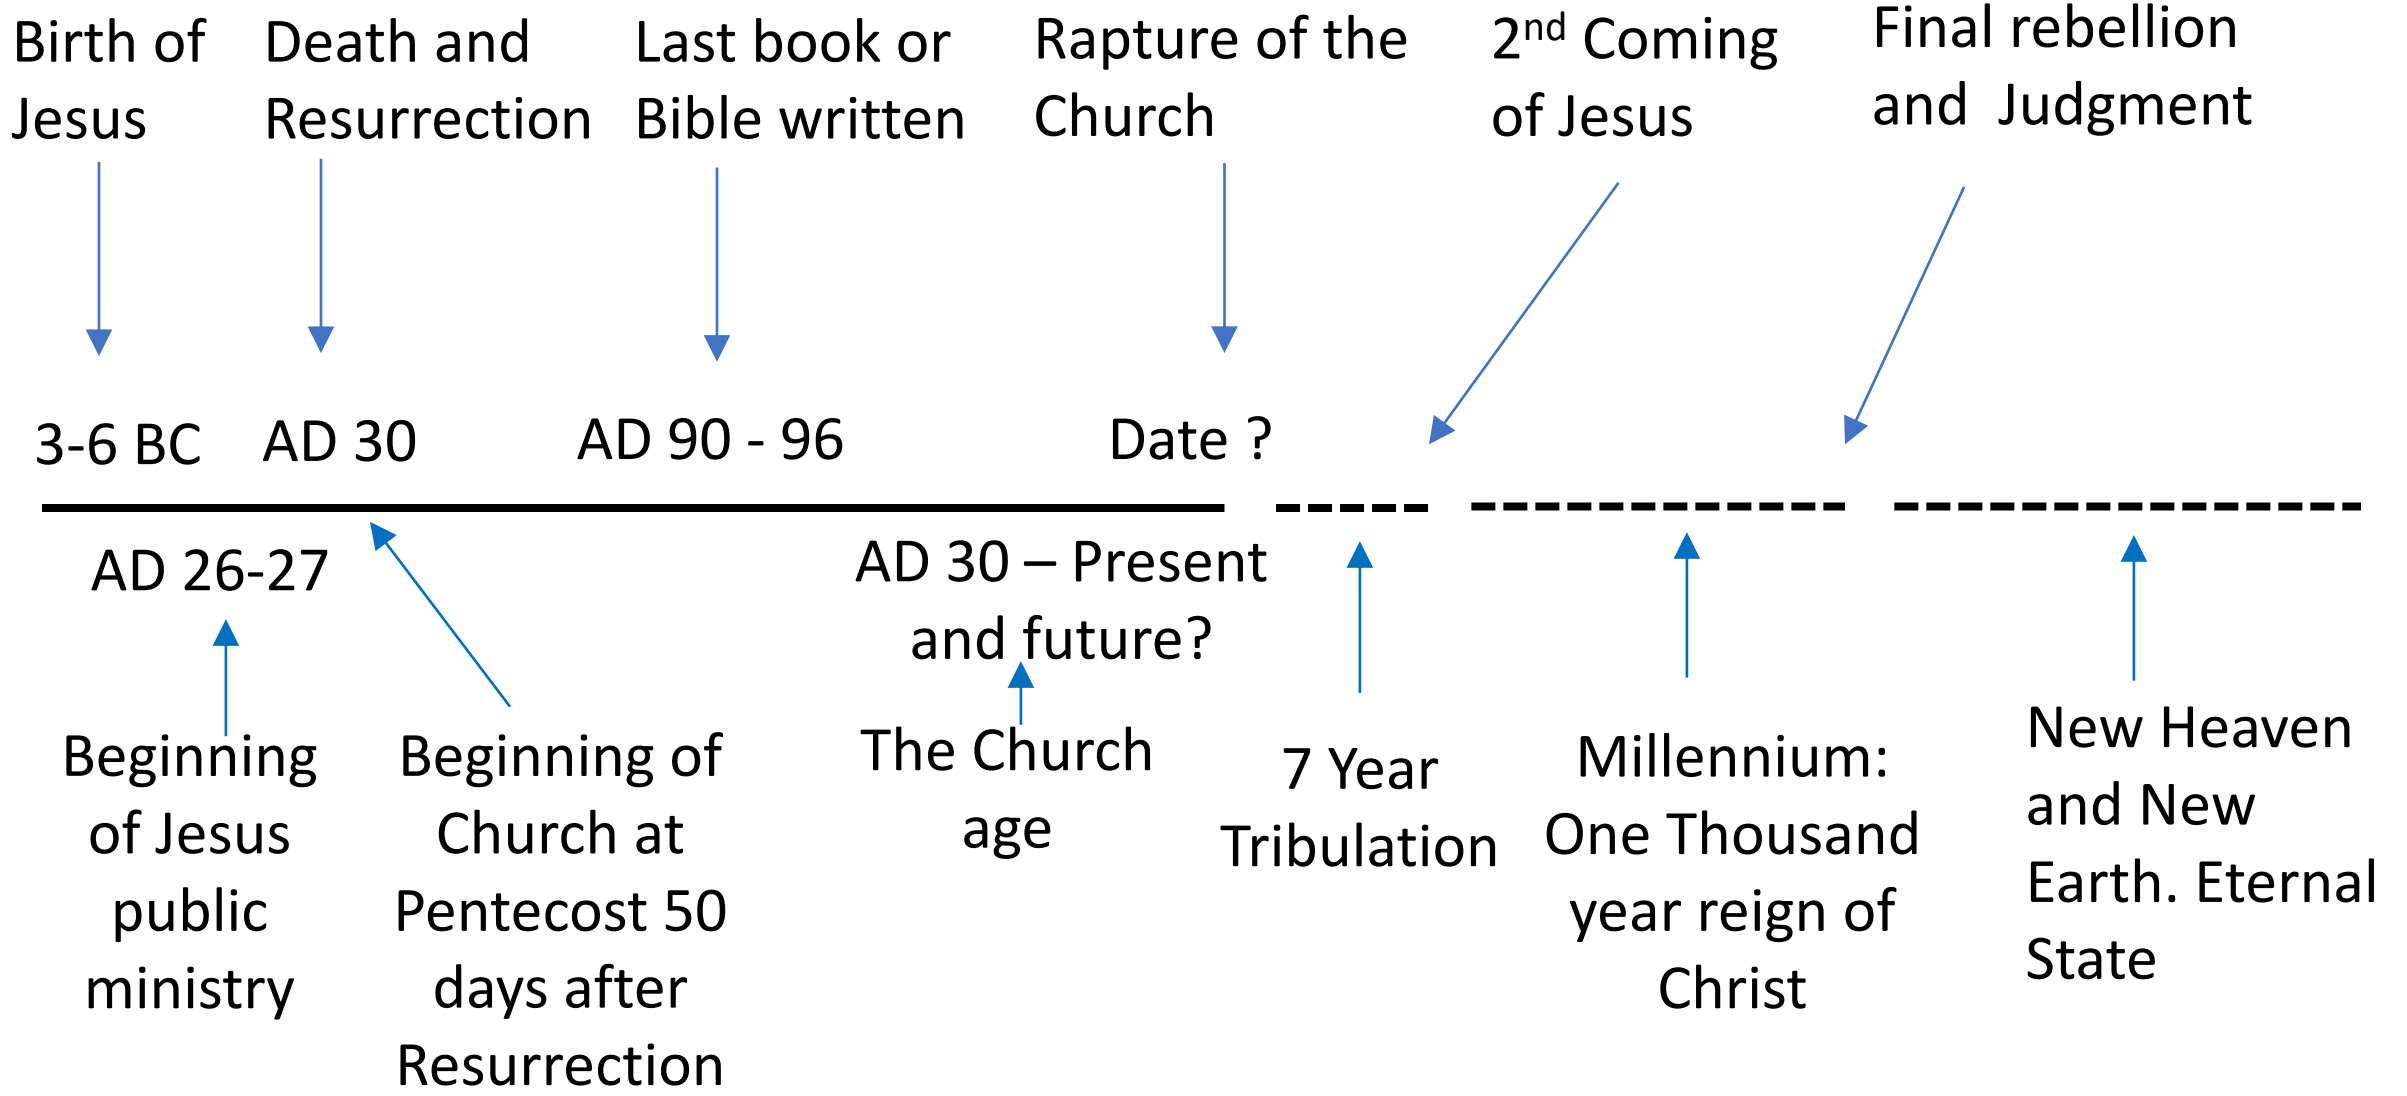 Birth of
Jesus
Death and
Resurrection
Last book or
Bible written
Rapture of the
Church
2nd Coming
of Jesus
Final rebellion
and  Judgment
3-6 BC
AD 30
AD 90 - 96
Date ?
AD 26-27
AD 30 – Present
and future?
Beginning
of Jesus
public
ministry
Beginning of
Church at
Pentecost 50
days after
Resurrection
The Church
age
7 Year
Tribulation
Millennium:
One Thousand
year reign of
Christ
New Heaven
and New
Earth. Eternal
State